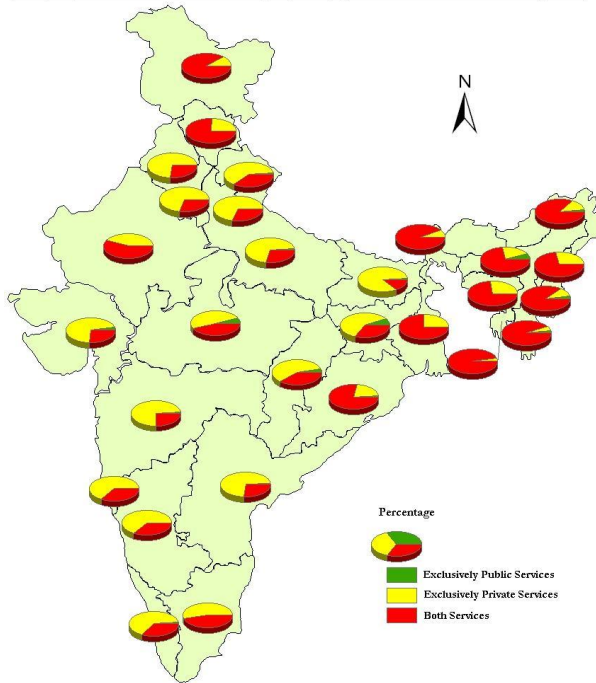 N
Percentage
Exclusively Public Services
Exclusively Private Services
Both Services